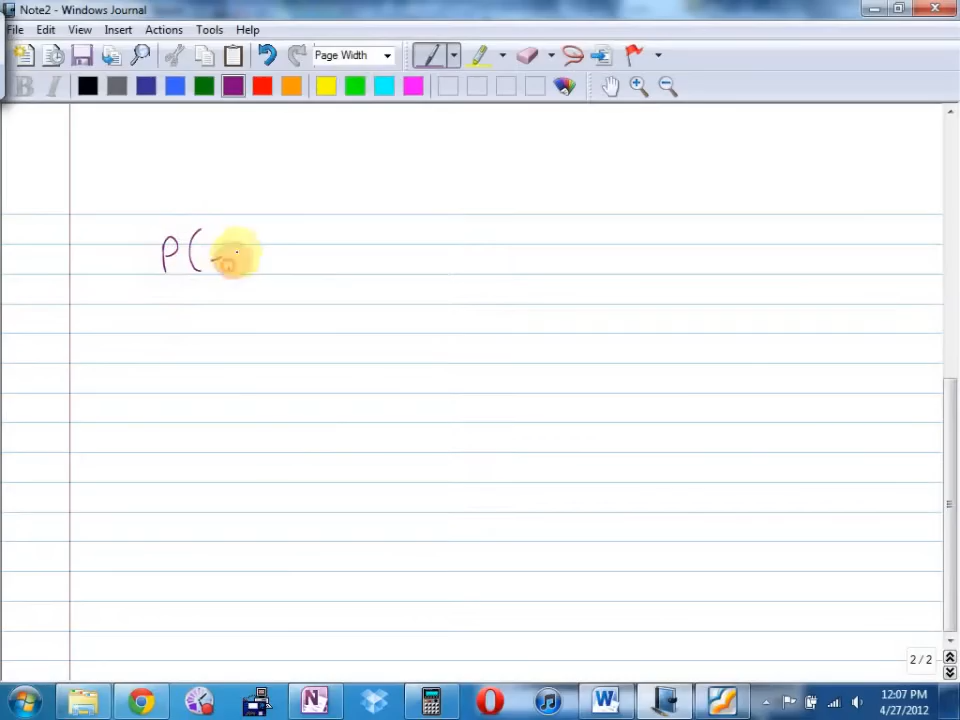 Note2 - Windows Journal
File Edit View Insert Actions Tools Help
Page Width
B I
P(
2 / 2
N W
12:07 PM
4/27/2012